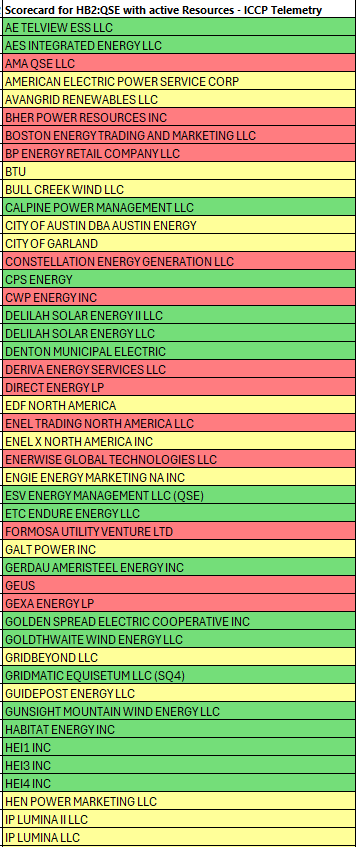 Scorecard for HB2:QSE with active Resources - ICCP Telemetry
AE TELVIEW ESS LLC
AES INTEGRATED ENERGY LLC
AMA QSE LLC
AMERICAN ELECTRIC POWER SERVICE CORP
AVANGRID RENEWABLES LLC
BHER POWER RESOURCES INC
BOSTON ENERGY TRADING AND MARKETING LLC
BP ENERGY RETAIL COMPANY LLC
BTU
BULL CREEK WIND LLC
CALPINE POWER MANAGEMENT LLC
CITY OF AUSTIN DBA AUSTIN ENERGY
CITY OF GARLAND
CONSTELLATION ENERGY GENERATION LLC
CPS ENERGY
CWP ENERGY INC
DELILAH SOLAR ENERGY II LLC
DELILAH SOLAR ENERGY LLC
DENTON MUNICIPAL ELECTRIC
DERIVA ENERGY SERVICES LLC
DIRECT ENERGY LP
EDF NORTH AMERICA
ENEL TRADING NORTH AMERICA LLC
ENEL X NORTH AMERICA INC
ENERWISE GLOBAL TECHNOLOGIES LLC
ENGIE ENERGY MARKETING NA INC
ESV ENERGY MANAGEMENT LLC (QSE)
ETC ENDURE ENERGY LLC
FORMOSA UTILITY VENTURE LTD
GALT POWER INC
GERDAU AMERISTEEL ENERGY INC
GEUS
GEXA ENERGY LP
GOLDEN SPREAD ELECTRIC COOPERATIVE INC
GOLDTHWAITE WIND ENERGY LLC
GRIDBEYOND LLC
GRIDMATIC EQUISETUM LLC (SQ4)
GUIDEPOST ENERGY LLC
GUNSIGHT MOUNTAIN WIND ENERGY LLC
HABITAT ENERGY INC
HEI1 INC
HEI3 INC
HEI4 INC
HEN POWER MARKETING LLC
IP LUMINA II LLC
IP LUMINA LLC